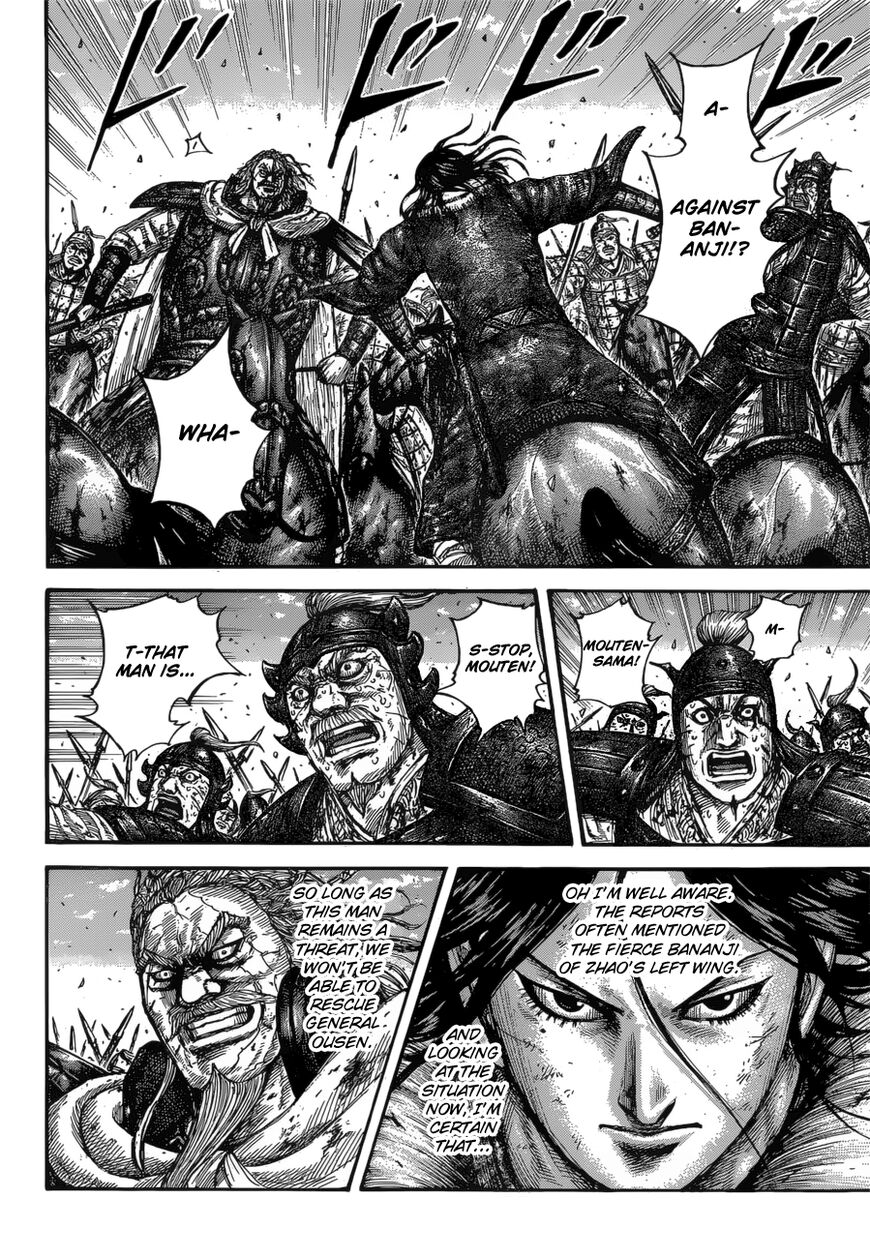 ド
ド
ド
ド
A-
AGAINST
BAN-
ANJI!?
WHA-
M-
MOUTEN-
SAMA!
S-STOP,
MOUTEN!
T-THAT
MAN IS...
OH I'M WELL AWARE.
THE REPORTS
OFTEN MENTIONED
THE FIERCE BANANJI
OF ZHAO'S LEFT WING.
AND
LOOKING
AT THE
SITUATION
NOW, I'M
CERTAIN
THAT...
SO LONG AS
THIS MAN
REMAINS A
THREAT, WE
WON'T BE
ABLE TO
RESCUE
GENERAL
OUSEN.